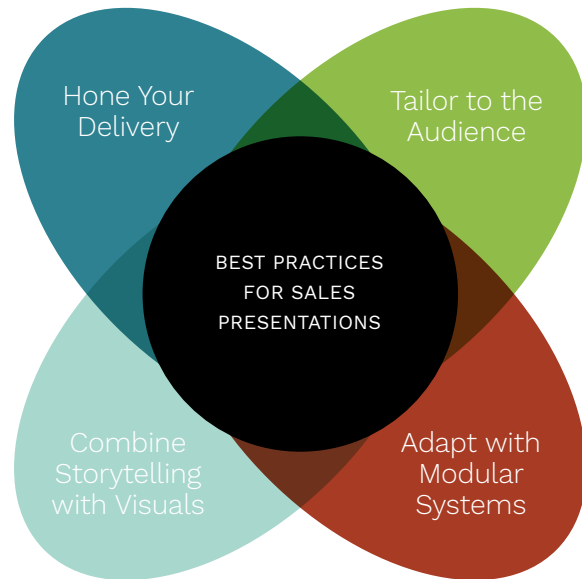 Hone Your
Delivery
Tailor to the
Audience
BEST PRACTICES
FOR SALES
PRESENTATIONS
Combine
Storytelling
with Visuals
Adapt with
Modular
Systems